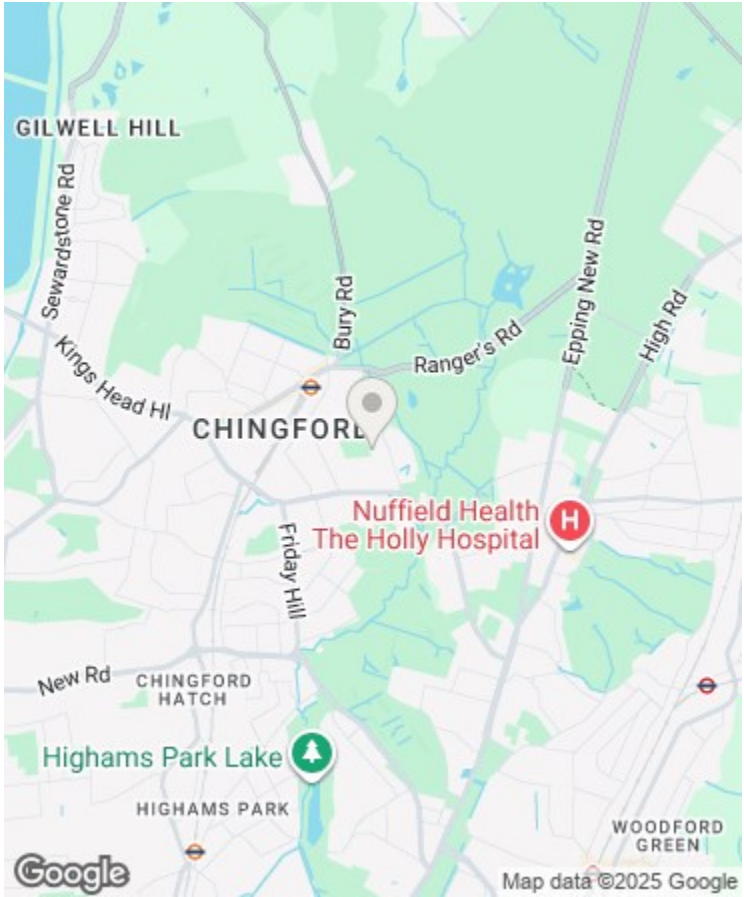 GILWELL HILL
Sewardstone Rd
Bury Rd
Epping New Rd
High Rd
Ranger's Rd
Kings Head Hl
CHINGFORD
Nuffield Health
The Holly Hospital
H
Friday Hill
New Rd
CHINGFORD
HATCH
Highams Park Lake
HIGHAMS PARK
WOODFORD
GREEN
Google
Map data ©2025 Google